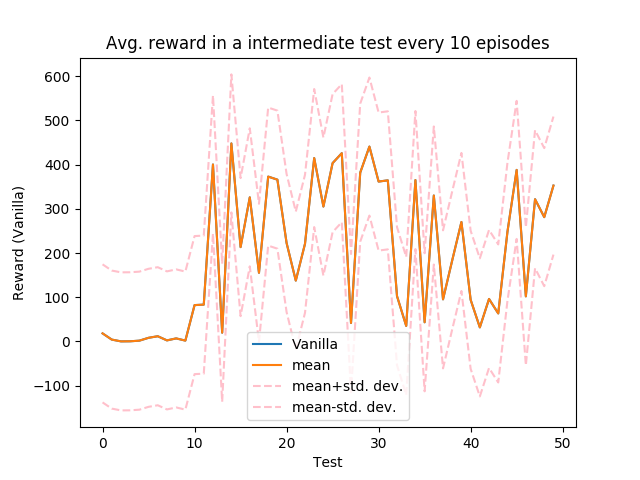 Avg. reward in a intermediate test every 10 episodes
Reward (Vanilla)
600
500
400
300
200
100
0
−100
Vanilla
mean
mean+std. dev.
mean-std. dev.
0
10
20
30
40
50
Test